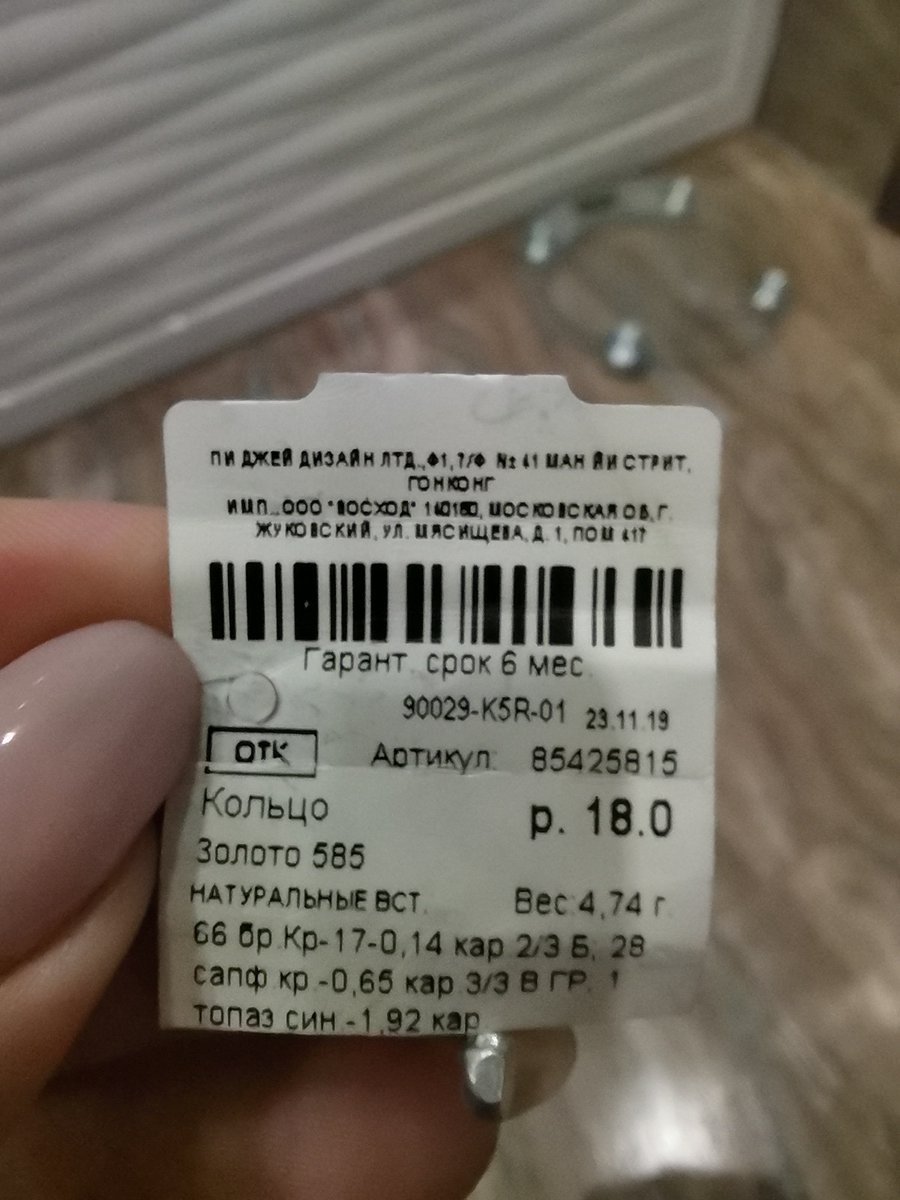 ПИ ДЖЕЙ ДИЗАЙН ЛТД.,Ф1,7/Ф № 41 МАН ЙИ СТРИТ,
ГОНКОНГ
ИМП.,ООО "ВОСХОД" 140180, МОСКОВСКАЯ ОБ,Г.
ЖУКОВСКИЙ, УЛ. МЯСИЩЕВА, Д. 1, ПОМ 417
Гарант. срок 6 мес.
90029-K5R-01 23.11.19
ОТК Артикул: 85425815
Кольцо р. 18.0
Золото 585
НАТУРАЛЬНЫЕ ВСТ. Вес:4,74 г
66 бр.Кр-17-0,14 кар 2/3 Б, 28
сапф кр -0,65 кар 3/3 В ГР. 1
топаз син -1,92 кар